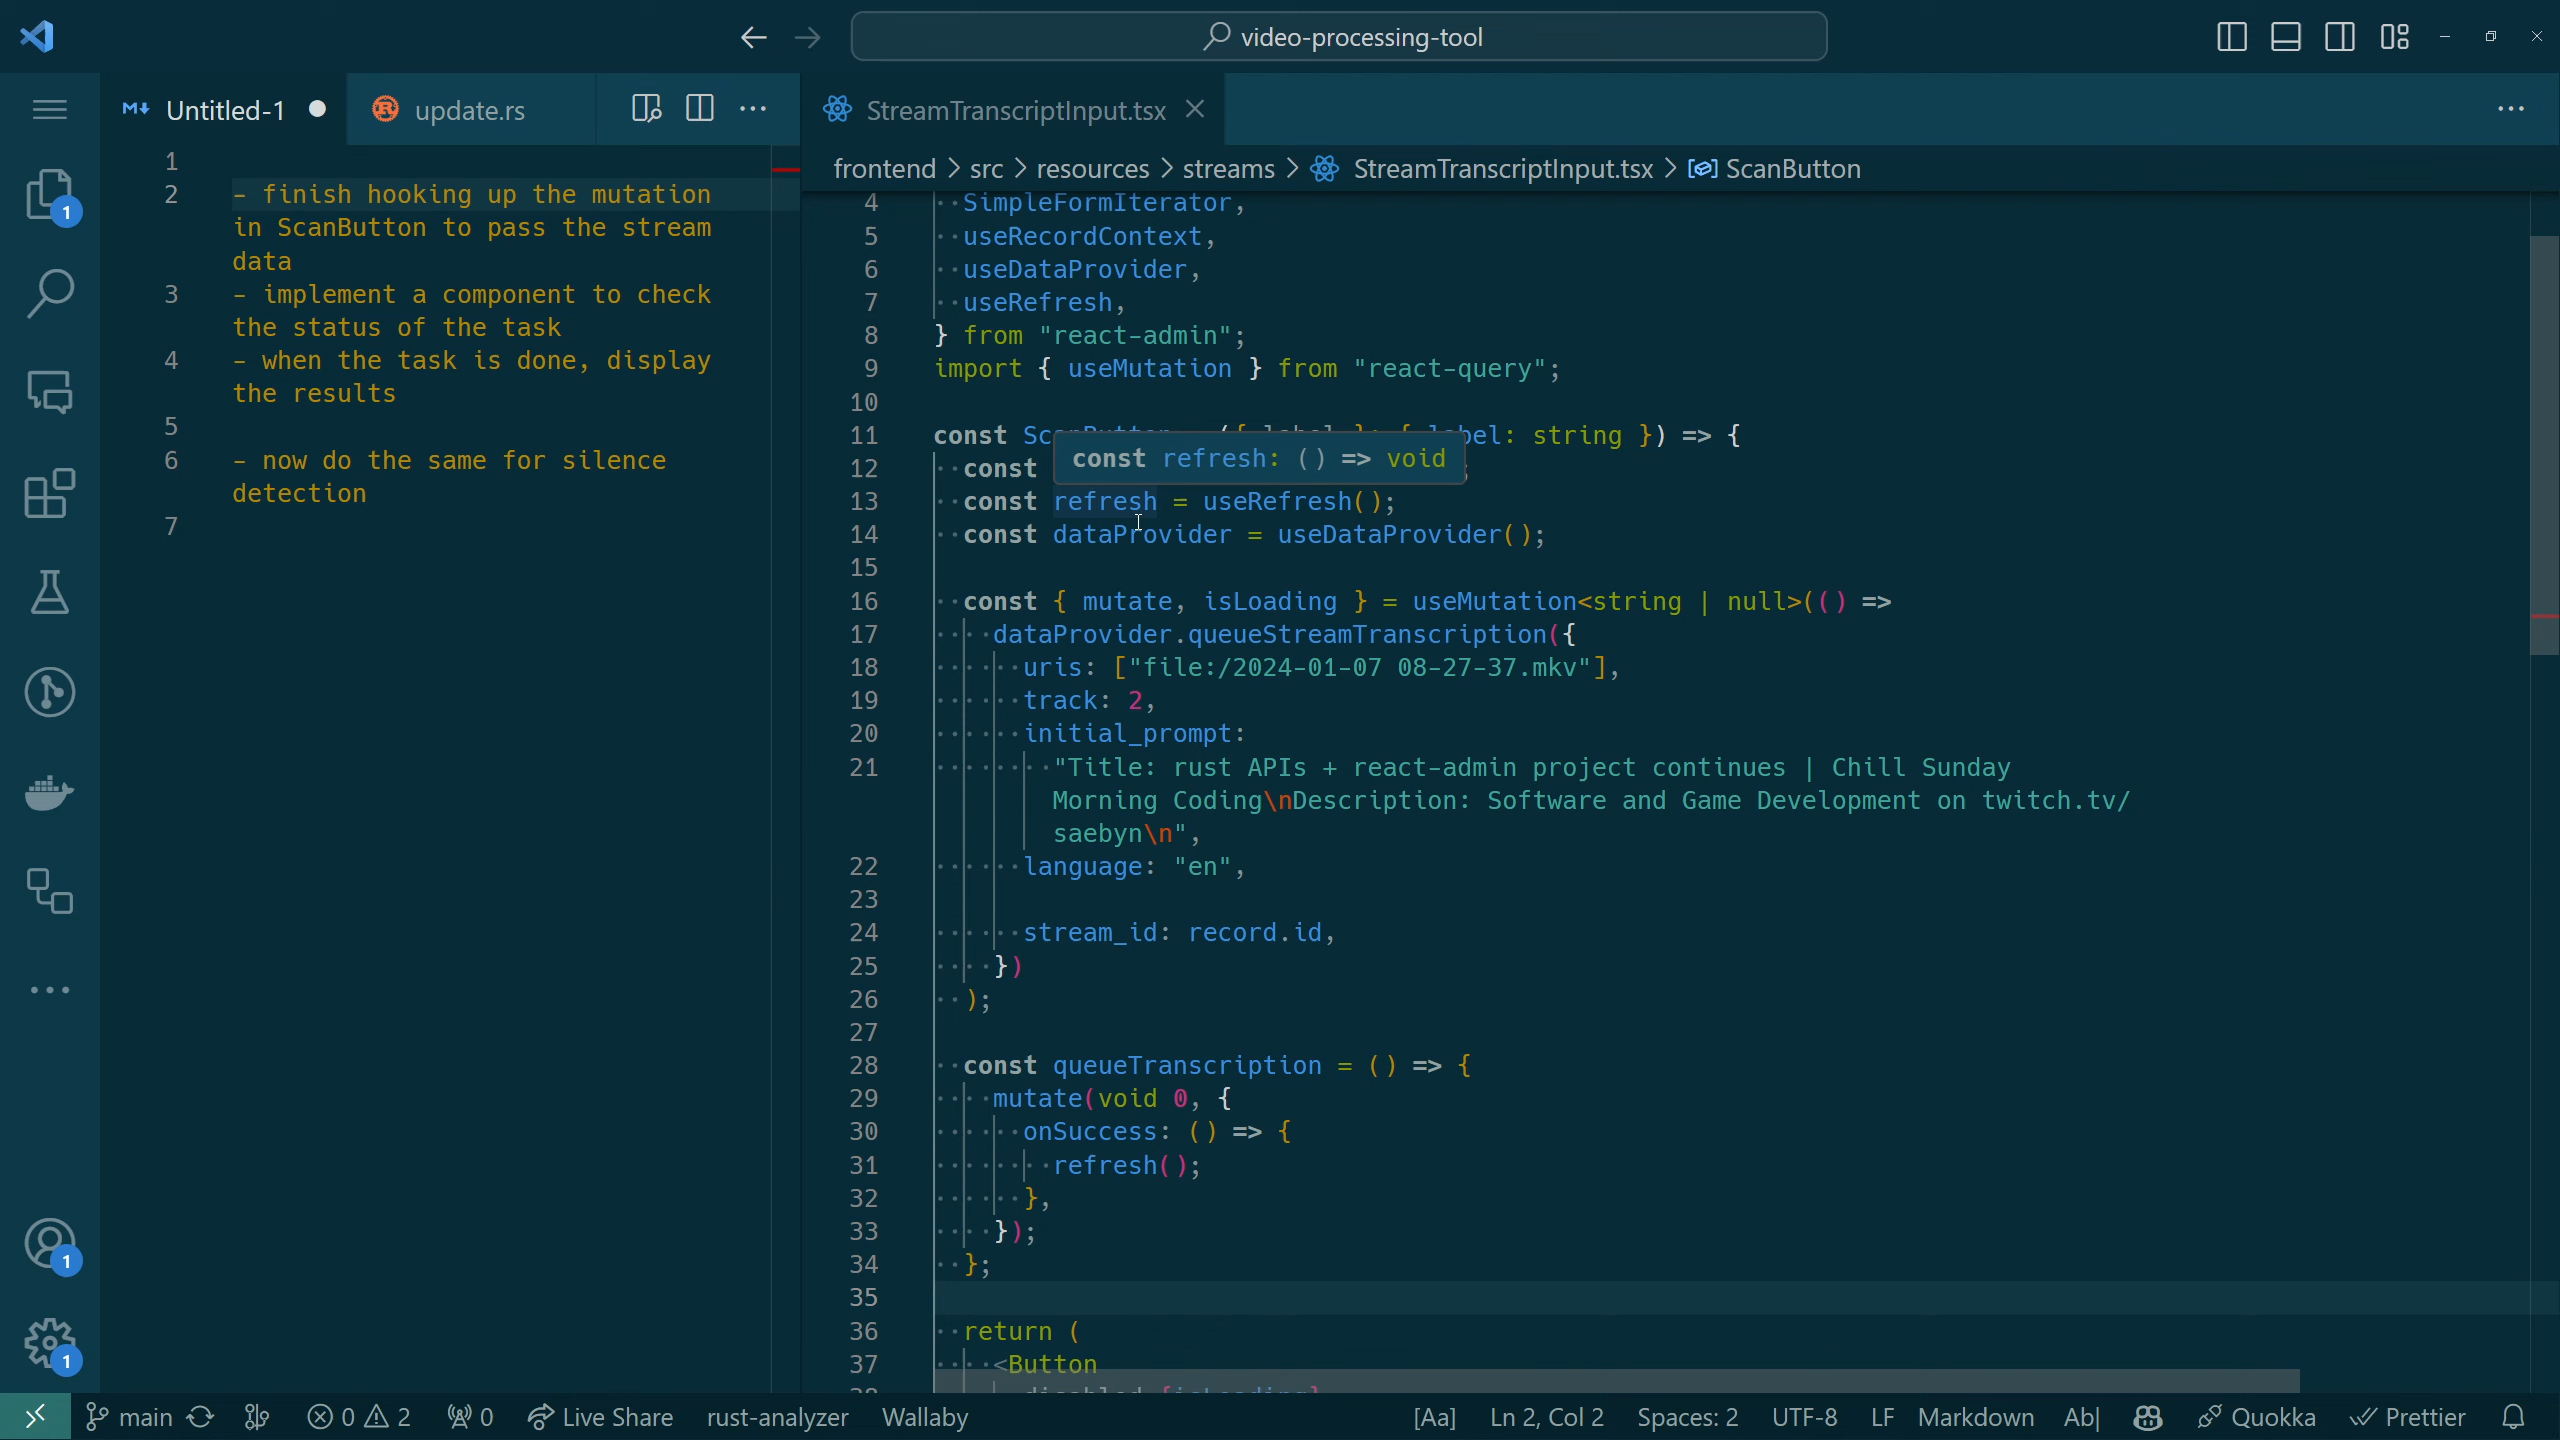 video-processing-tool
Untitled-1
update.rs
StreamTranscriptInput.tsx
frontend > src > resources > streams > StreamTranscriptInput.tsx > ScanButton
1
2 - finish hooking up the mutation
in ScanButton to pass the stream
data
3 - implement a component to check
the status of the task
4 - when the task is done, display
the results
5
6 - now do the same for silence
detection
7
4 SimpleFormIterator,
5 useRecordContext,
6 useDataProvider,
7 useRefresh,
8 } from "react-admin";
9 import { useMutation } from "react-query";
10
11 const label: string }) => {
const refresh: () => void
12 const
13 const refresh = useRefresh();
14 const dataProvider = useDataProvider();
15
16 const { mutate, isLoading } = useMutation<string | null>(() =>
17 dataProvider.queueStreamTranscription({
18 uris: ["file:/2024-01-07 08-27-37.mkv"],
19 track: 2,
20 initial_prompt:
21 "Title: rust APIs + react-admin project continues | Chill Sunday
Morning Coding\nDescription: Software and Game Development on twitch.tv/
saebyn\n",
22 language: "en",
23
24 stream_id: record.id,
25 })
26 );
27
28 const queueTranscription = () => {
29 mutate(void 0, {
30 onSuccess: () => {
31 refresh();
32 },
33 });
34 };
35
36 return (
37 <Button
disabled={isLoading}
1
1
1
main
0 2
0
Live Share
rust-analyzer
Wallaby
[Aa]
Ln 2, Col 2
Spaces: 2
UTF-8
LF
Markdown
Ab|
Quokka
Prettier